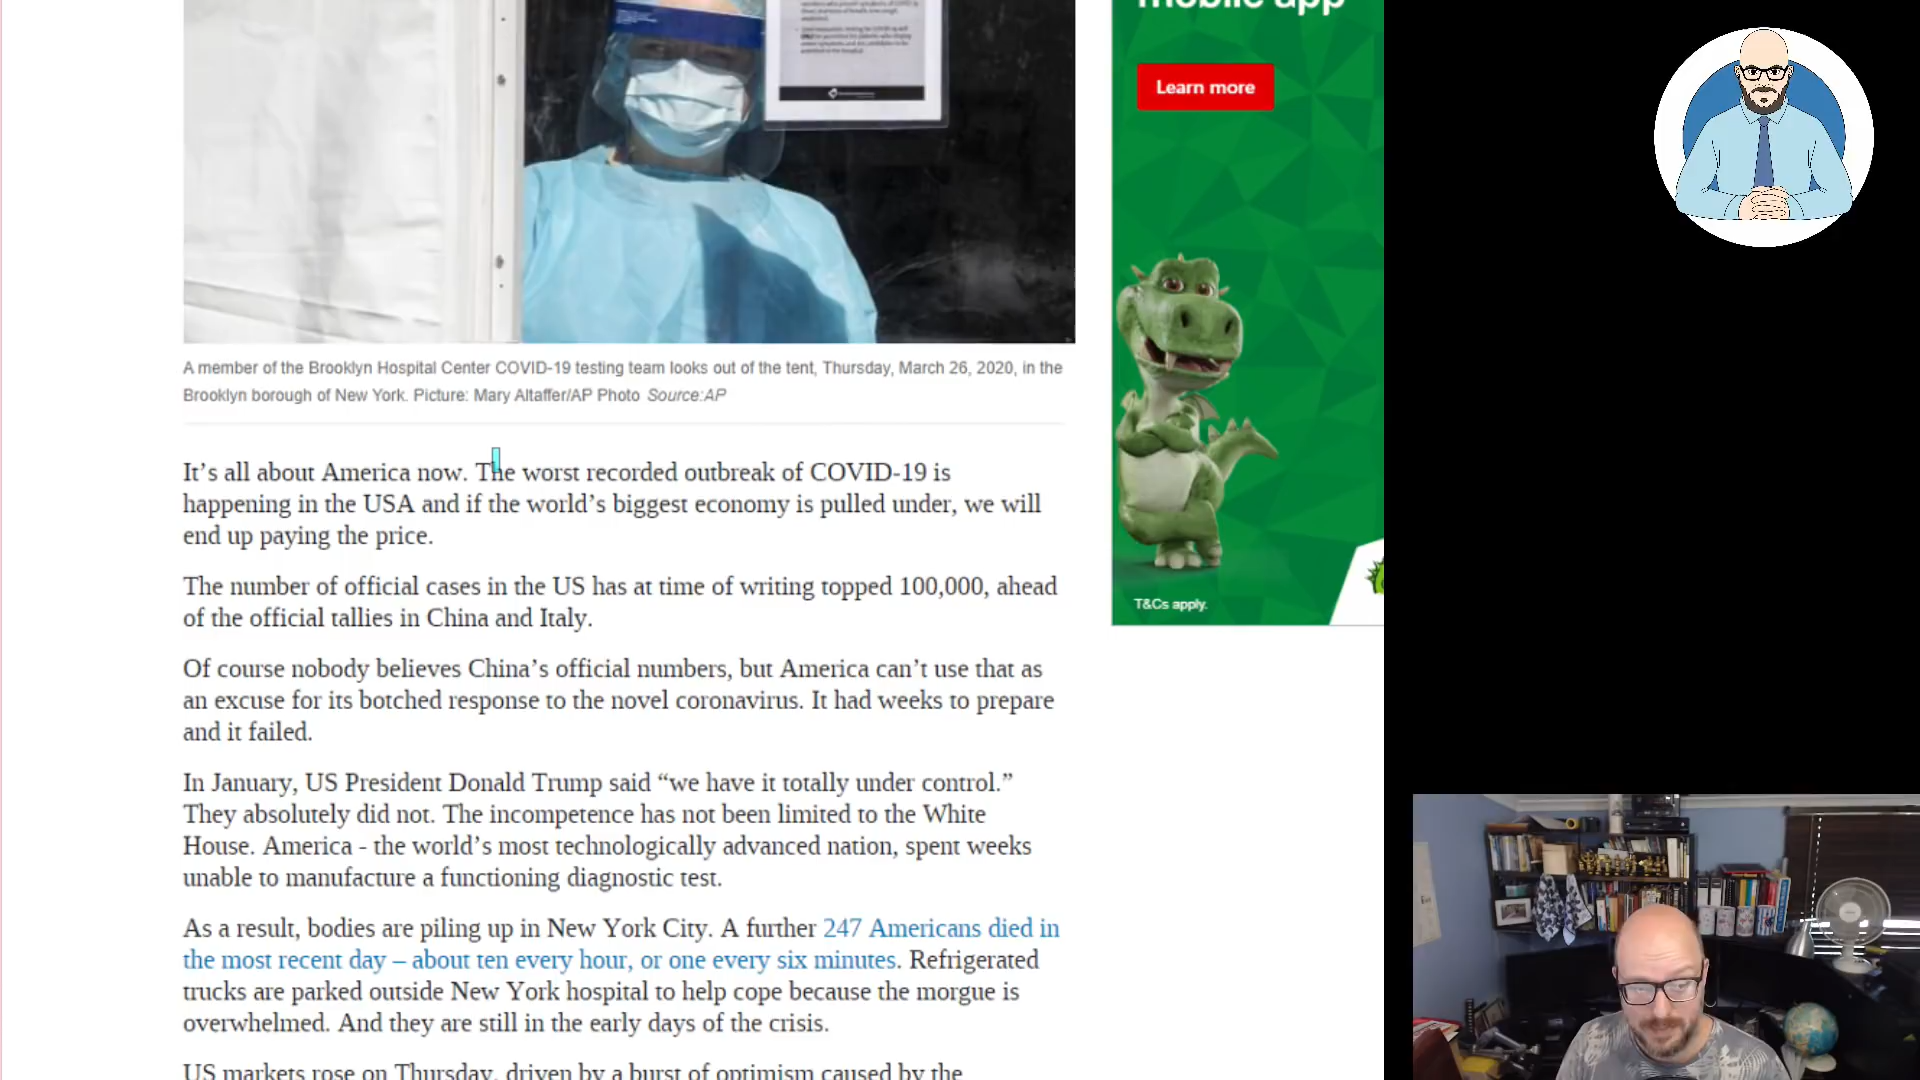 mobile app
Learn more
T&Cs apply.
A member of the Brooklyn Hospital Center COVID-19 testing team looks out of the tent, Thursday, March 26, 2020, in the
Brooklyn borough of New York. Picture: Mary Altaffer/AP Photo Source:AP
It’s all about America now. The worst recorded outbreak of COVID-19 is
happening in the USA and if the world’s biggest economy is pulled under, we will
end up paying the price.
The number of official cases in the US has at time of writing topped 100,000, ahead
of the official tallies in China and Italy.
Of course nobody believes China’s official numbers, but America can’t use that as
an excuse for its botched response to the novel coronavirus. It had weeks to prepare
and it failed.
In January, US President Donald Trump said “we have it totally under control.”
They absolutely did not. The incompetence has not been limited to the White
House. America - the world’s most technologically advanced nation, spent weeks
unable to manufacture a functioning diagnostic test.
As a result, bodies are piling up in New York City. A further 247 Americans died in
the most recent day – about ten every hour, or one every six minutes. Refrigerated
trucks are parked outside New York hospital to help cope because the morgue is
overwhelmed. And they are still in the early days of the crisis.
US markets rose on Thursday, driven by a burst of optimism caused by the